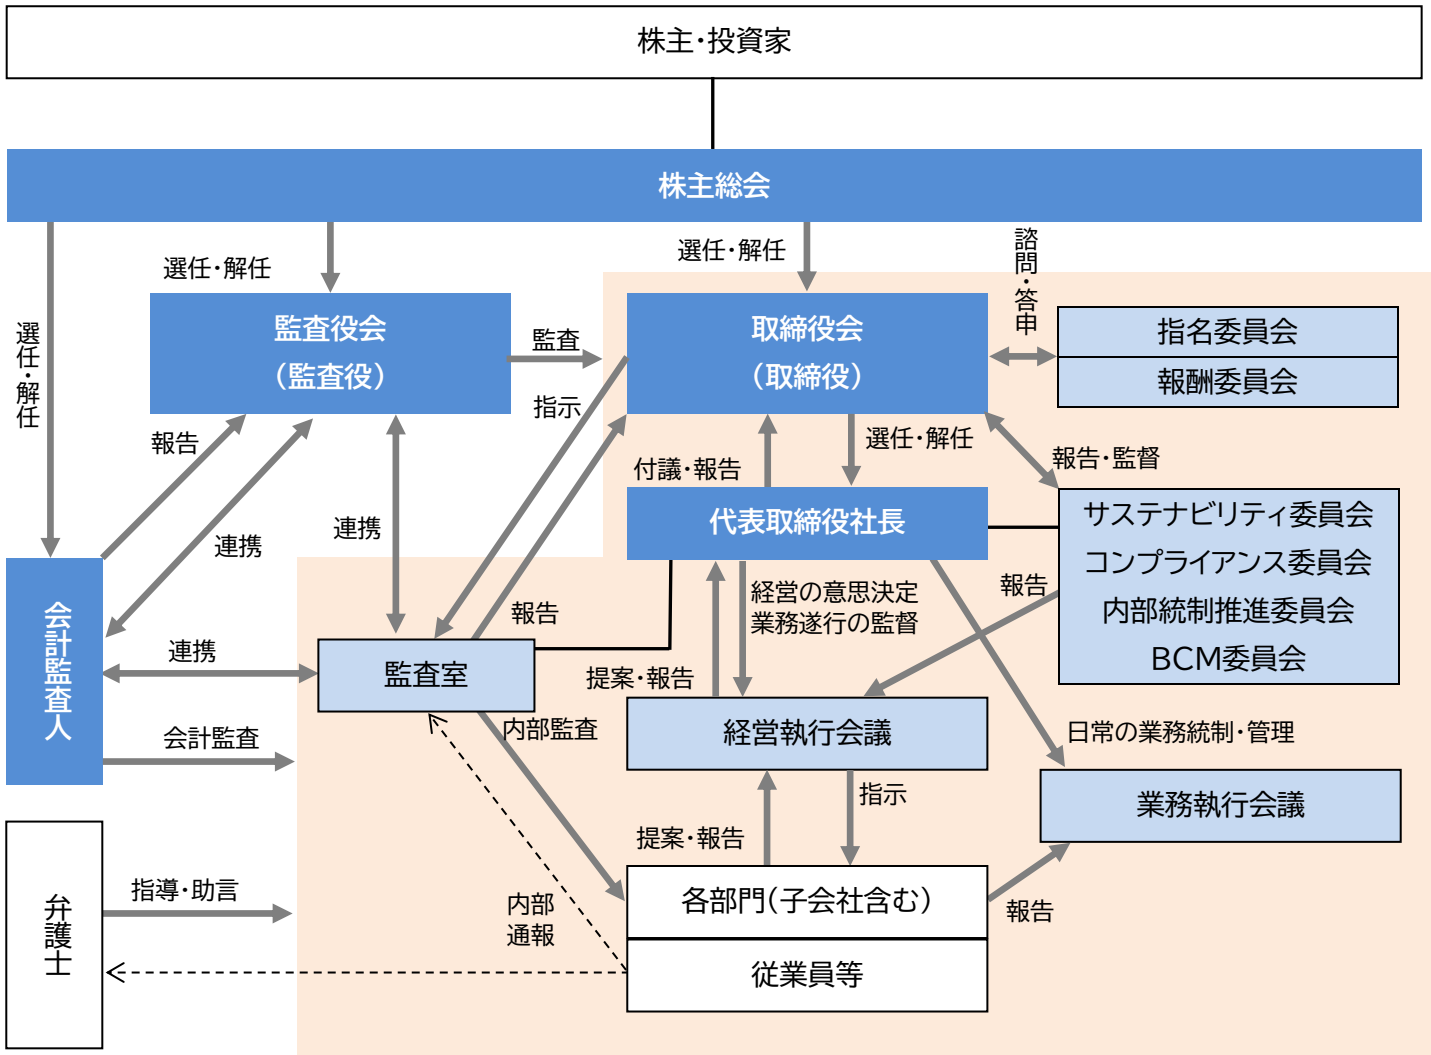 株主・投資家
株主総会
選任・解任
選任・解任
選任・解任
諮問・答申
監査役会
（監査役）
監査
取締役会
（取締役）
指名委員会
報酬委員会
指示
報告
連携
連携
付議・報告
選任・解任
報告・監督
代表取締役社長
サステナビリティ委員会
コンプライアンス委員会
内部統制推進委員会
BCM委員会
会計監査人
報告
経営の意思決定
業務遂行の監督
報告
連携
監査室
提案・報告
内部監査
経営執行会議
日常の業務統制・管理
会計監査
指示
業務執行会議
提案・報告
弁護士
指導・助言
内部
通報
各部門（子会社含む）
報告
従業員等